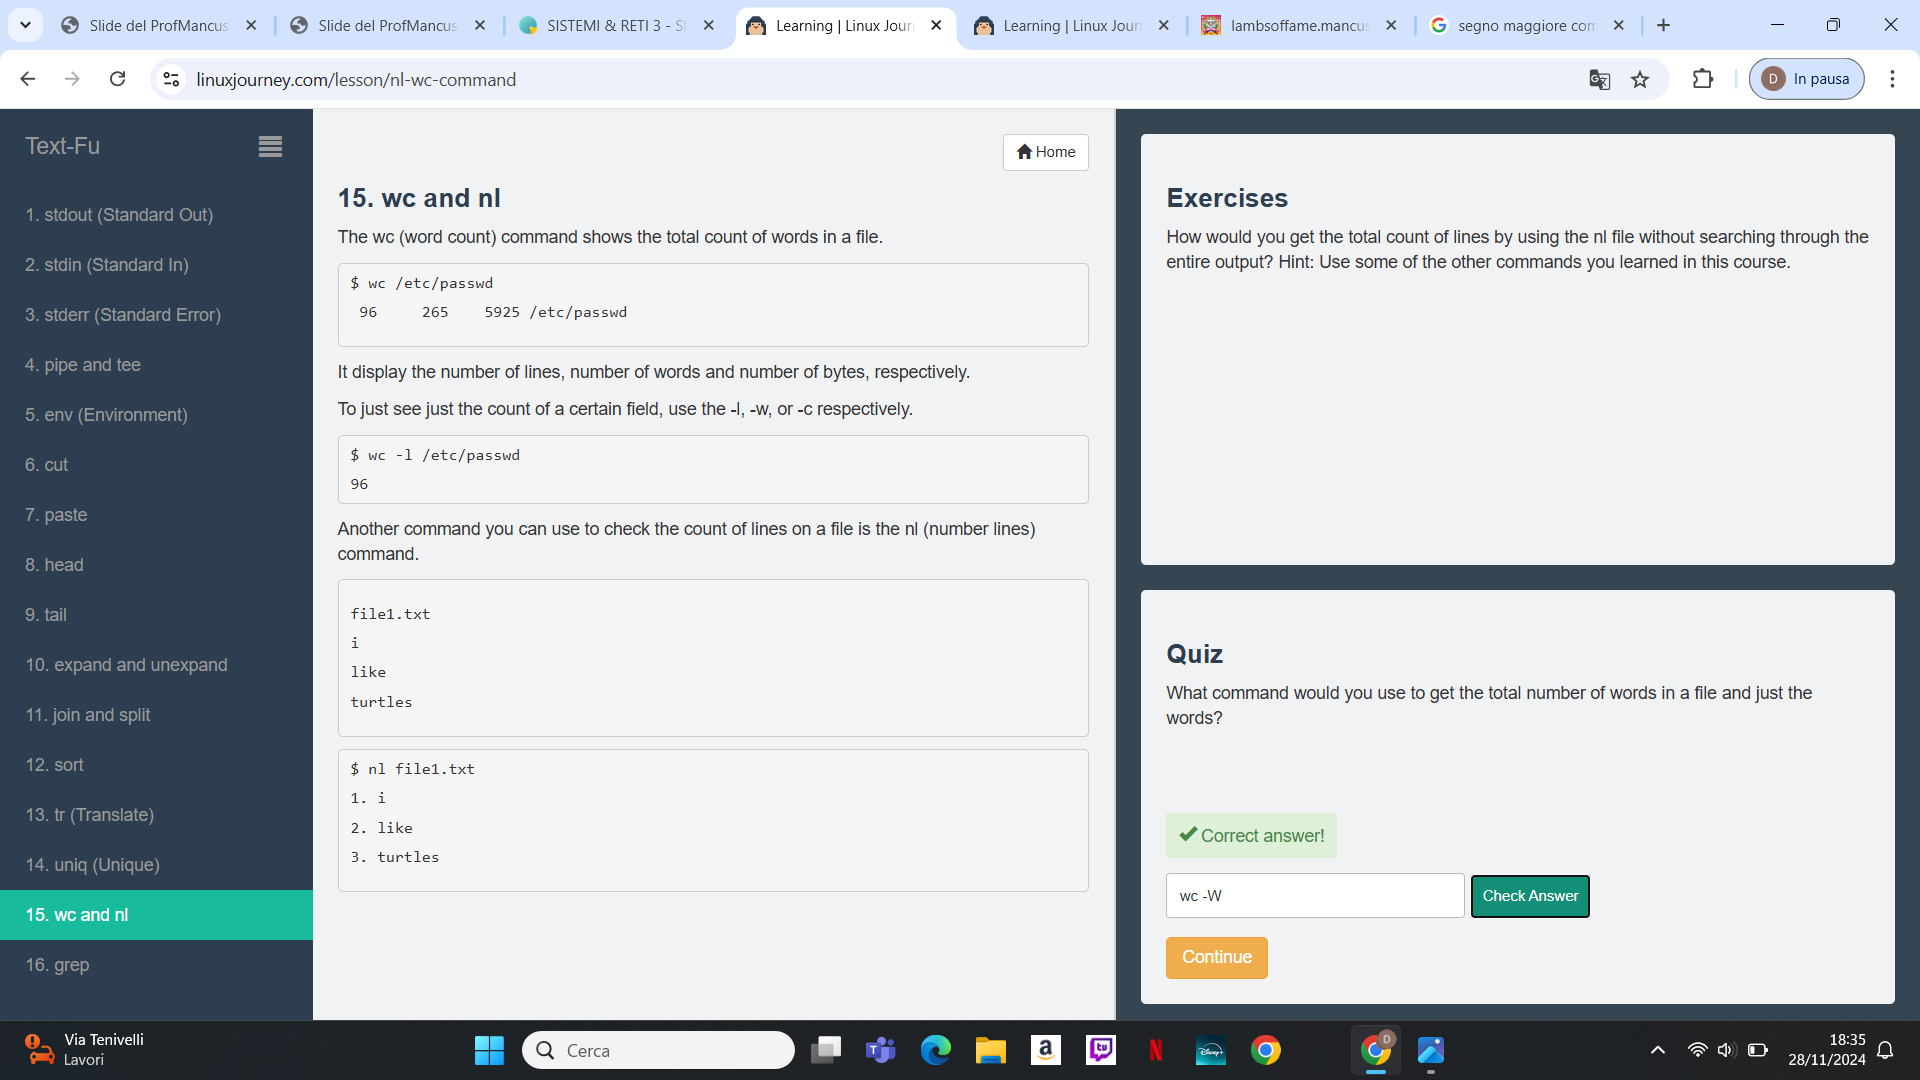 Slide del ProfMancus
Slide del ProfMancus
SISTEMI & RETI 3 - S
Learning | Linux Jour
Learning | Linux Jour
lambsoffame.mancus
segno maggiore com
linuxjourney.com/lesson/nl-wc-command
D In pausa
Text-Fu
1. stdout (Standard Out)
2. stdin (Standard In)
3. stderr (Standard Error)
4. pipe and tee
5. env (Environment)
6. cut
7. paste
8. head
9. tail
10. expand and unexpand
11. join and split
12. sort
13. tr (Translate)
14. uniq (Unique)
15. wc and nl
16. grep
Home
15. wc and nl
The wc (word count) command shows the total count of words in a file.
$ wc /etc/passwd
96 265 5925 /etc/passwd
It display the number of lines, number of words and number of bytes, respectively.
To just see just the count of a certain field, use the -l, -w, or -c respectively.
$ wc -l /etc/passwd
96
Another command you can use to check the count of lines on a file is the nl (number lines)
command.
file1.txt
i
like
turtles
$ nl file1.txt
1. i
2. like
3. turtles
Exercises
How would you get the total count of lines by using the nl file without searching through the
entire output? Hint: Use some of the other commands you learned in this course.
Quiz
What command would you use to get the total number of words in a file and just the
words?
Correct answer!
wc -W
Check Answer
Continue
Via Tenivelli
Lavori
Cerca
Disney+
18:35
28/11/2024